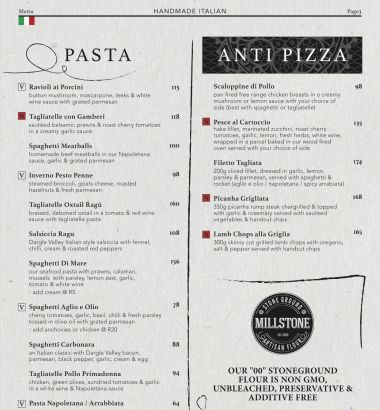 Menu
HANDMADE ITALIAN
Page1
PASTA
V Ravioli al Porcini 115
button mushroom, mascarpone, leeks & white
wine sauce with grated parmesan
Tagliatelle con Gamberi 118
sautéed balsamic prawns & roast cherry tomatoes
in a creamy garlic sauce
Spaghetti Meatballs 100
homemade beef meatballs in our Napoletana
sauce, garlic & grated parmesan
V Inverno Pesto Penne 98
steamed broccoli, goats cheese, roasted
hazelnuts & fresh parmesan
Tagliatelle Oxtail Ragù 160
braised, deboned oxtail in a tomato & red wine
sauce with tagliatelle pasta
Salsiccia Ragu 108
Dargle Valley Italian style salsiccia with fennel,
chilli, cream & roasted red peppers
Spaghetti Di Mare 156
our seafood pasta with prawns, calamari,
mussels with parsley, lemon zest, garlic,
tomato & white wine
- add cream @ R5
V Spaghetti Aglio e Olio 78
cherry tomatoes, garlic, basil, chilli & fresh parsley
tossed in olive oil with grated parmesan
- add anchovies or chicken @ R20
Spaghetti Carbonara 88
an Italian classic with Dargle Valley bacon,
parmesan, black pepper, garlic, cream & egg
Tagliatelle Pollo Primadonna 94
chicken, green olives, sundried tomatoes & garlic
in a white wine & Napoletana sauce
V Pasta Napoletana / Arrabbiata 64
ANTI PIZZA
Scaloppine di Pollo 98
pan fried free range chicken breasts in a creamy
mushroom or lemon sauce with your choice of
side (best with spaghetti or tagliatelle)
Pesce al Cartoccio 135
hake fillet, marinated zucchini, roast cherry
tomatoes, garlic, lemon, fresh herbs, white wine,
wrapped in a parcel baked in our wood fired
oven served with your choice of side
Filetto Tagliata 174
200g sliced fillet, dressed in garlic, lemon,
parsley & parmesan, served with spaghetti &
rocket (aglio e olio / napoletana / spicy arrabiata)
Picanha Grigliata 168
350g picanha rump steak chargrilled & topped
with garlic & rosemary served with sautéed
vegetables & handcut chips
Lamb Chops alla Griglia 165
300g skinny cut grilled lamb chops with oregano,
salt & pepper served with handcut chips
STONE GROUND
MILLSTONE
ARTISAN FLOUR
OUR "00" STONEGROUND
FLOUR IS NON GMO,
UNBLEACHED, PRESERVATIVE &
ADDITIVE FREE